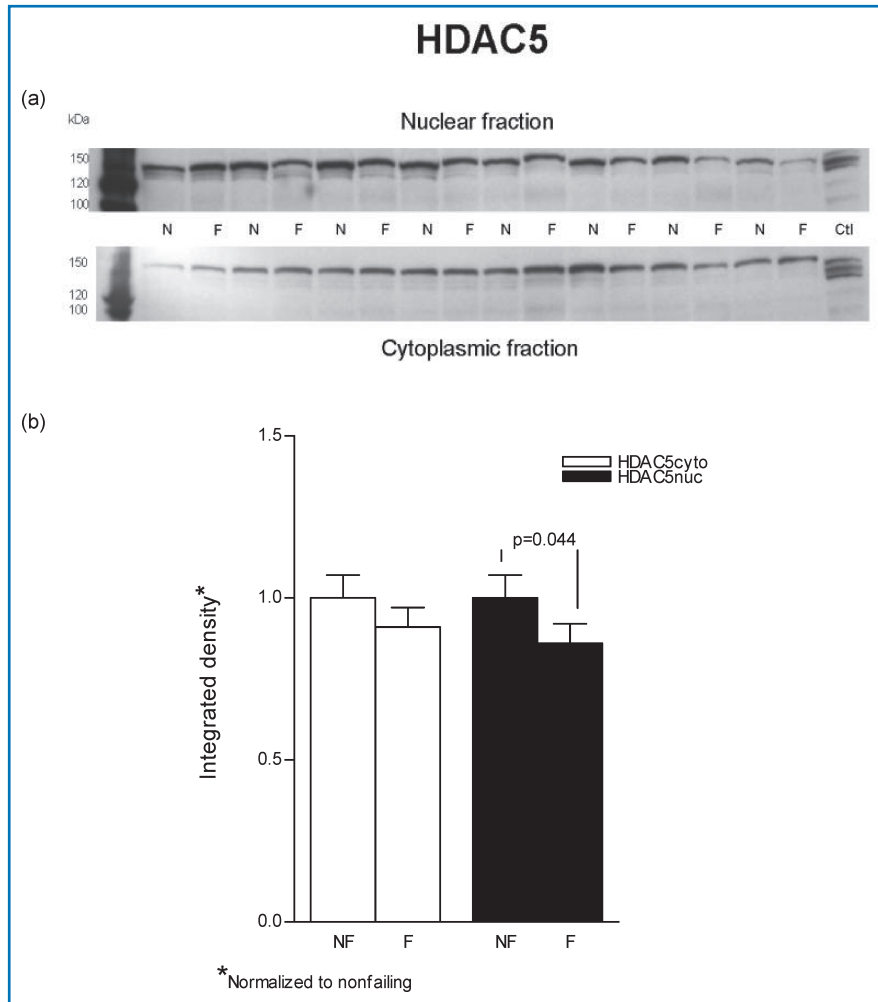 HDAC5
(a)
kDa
Nuclear fraction
150
120
100
N F N F N F N F N F N F N F N F Ctl
150
120
100
Cytoplasmic fraction
(b)
1.5
HDAC5cyto
HDAC5nuc
p=0.044
1.0
Integrated density*
0.5
0.0
NF F NF F
*Normalized to nonfailing